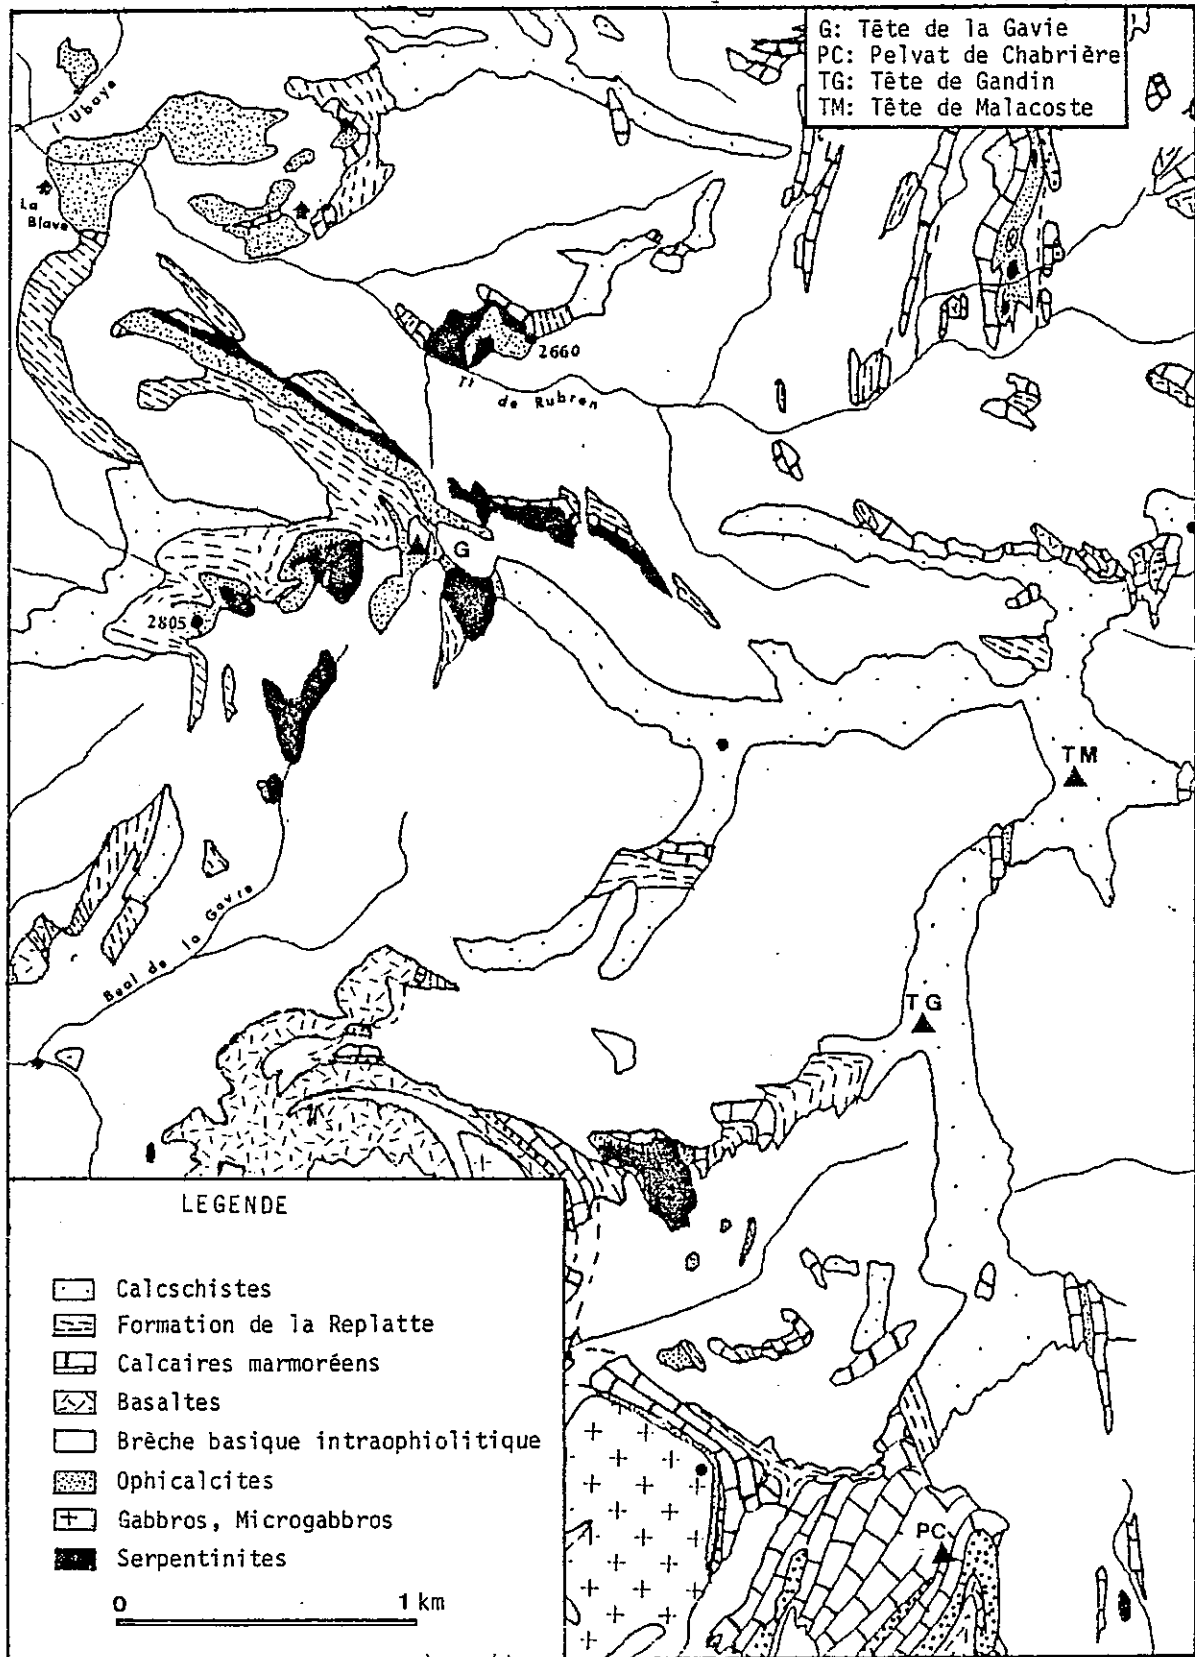 G: Tête de la Gavie
PC: Pelvat de Chabrière
TG: Tête de Gandin
TM: Tête de Malacoste
l'Ubaye
La
Blave
2660
Tt
de Rubren
G
2805
TM
Beal de la Gavre
TG
LEGENDE
Calcschistes
Formation de la Replatte
Calcaires marmoréens
Basaltes
Brèche basique intraophiolitique
Ophicalcites
Gabbros, Microgabbros
Serpentinites
PC
0 1 km